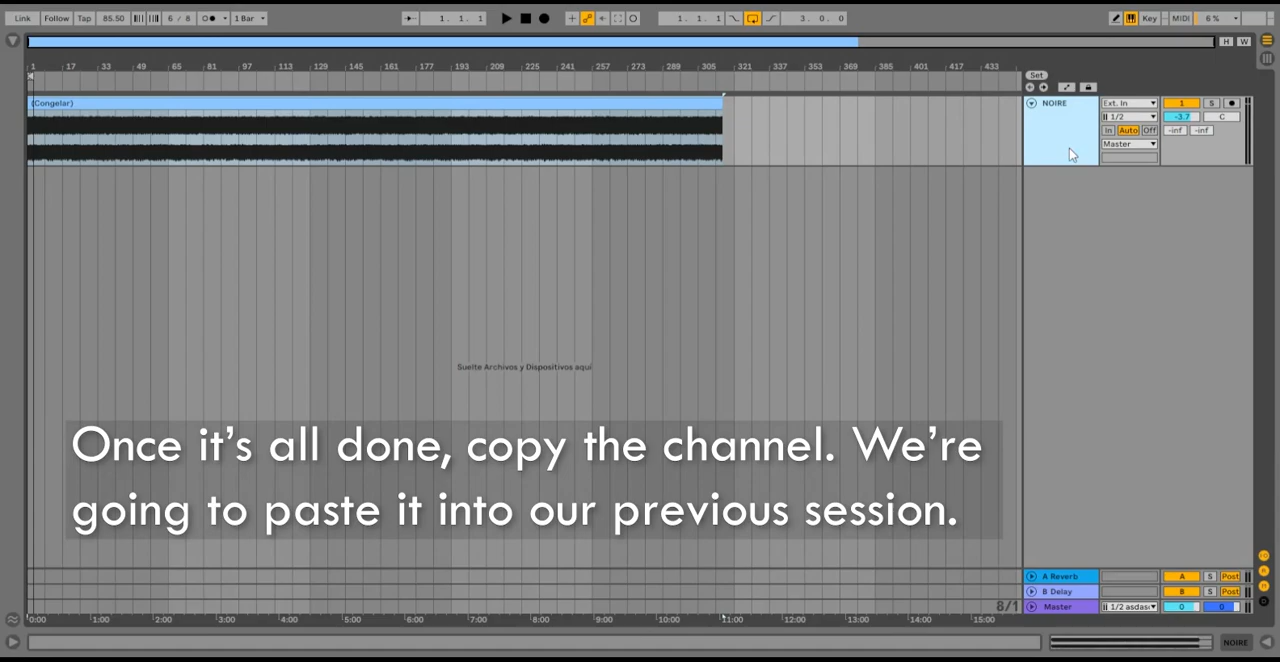 Link Follow Tap 85.50 6 / 8 1 Bar 1. 1. 1 1. 1. 1 3. 0. 0 Key MIDI 6 %
H W
1 17 33 49 65 81 97 113 129 145 161 177 193 209 225 241 257 273 289 305 321 337 353 369 385 401 417 433
Set
(Congelar) NOIRE Ext. In 1 S
1/2 -3.7 C
In Auto Off -inf -inf
Master
Suelte Archivos y Dispositivos aquí
Once it's all done, copy the channel. We're
going to paste it into our previous session.
A Reverb A S Post
B Delay B S Post
8/1 Master 1/2 asdas 0 0
0:00 1:00 2:00 3:00 4:00 5:00 6:00 7:00 8:00 9:00 10:00 11:00 12:00 13:00 14:00 15:00
NOIRE